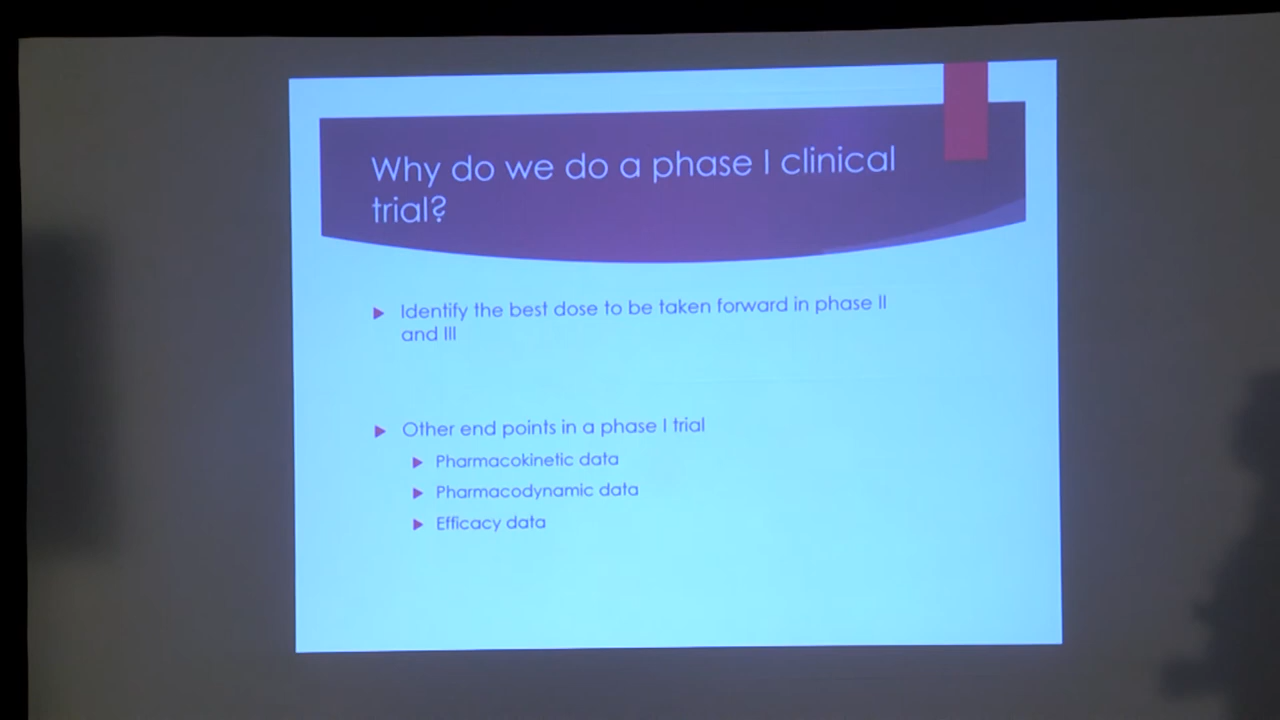 Why do we do a phase I clinical
trial?
Identify the best dose to be taken forward in phase II
and III
Other end points in a phase I trial
Pharmacokinetic data
Pharmacodynamic data
Efficacy data